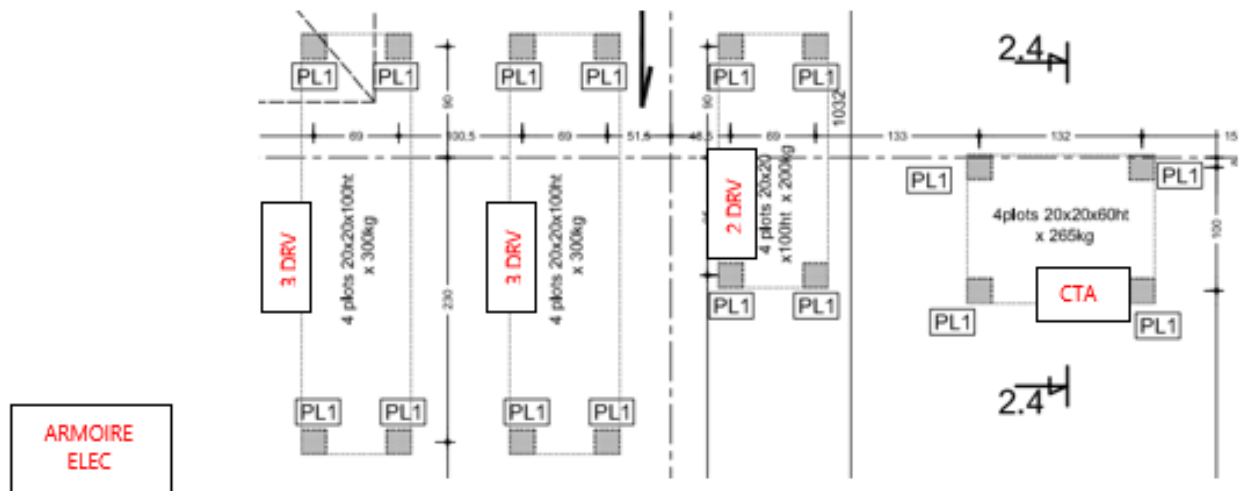 2.4
PL1
PL1
PL1
PL1
PL1
PL1
90
90
1032
69
100,5
69
51,5
48,5
69
133
132
15
PL1
PL1
3 DRV
4 plots 20x20x100ht
x 300kg
3 DRV
4 plots 20x20x100ht
x 300kg
2 DRV
4 plots 20x20
x100ht x 200kg
4plots 20x20x60ht
x 265kg
100
CTA
230
PL1
PL1
PL1
PL1
2.4
PL1
PL1
PL1
PL1
ARMOIRE
ELEC